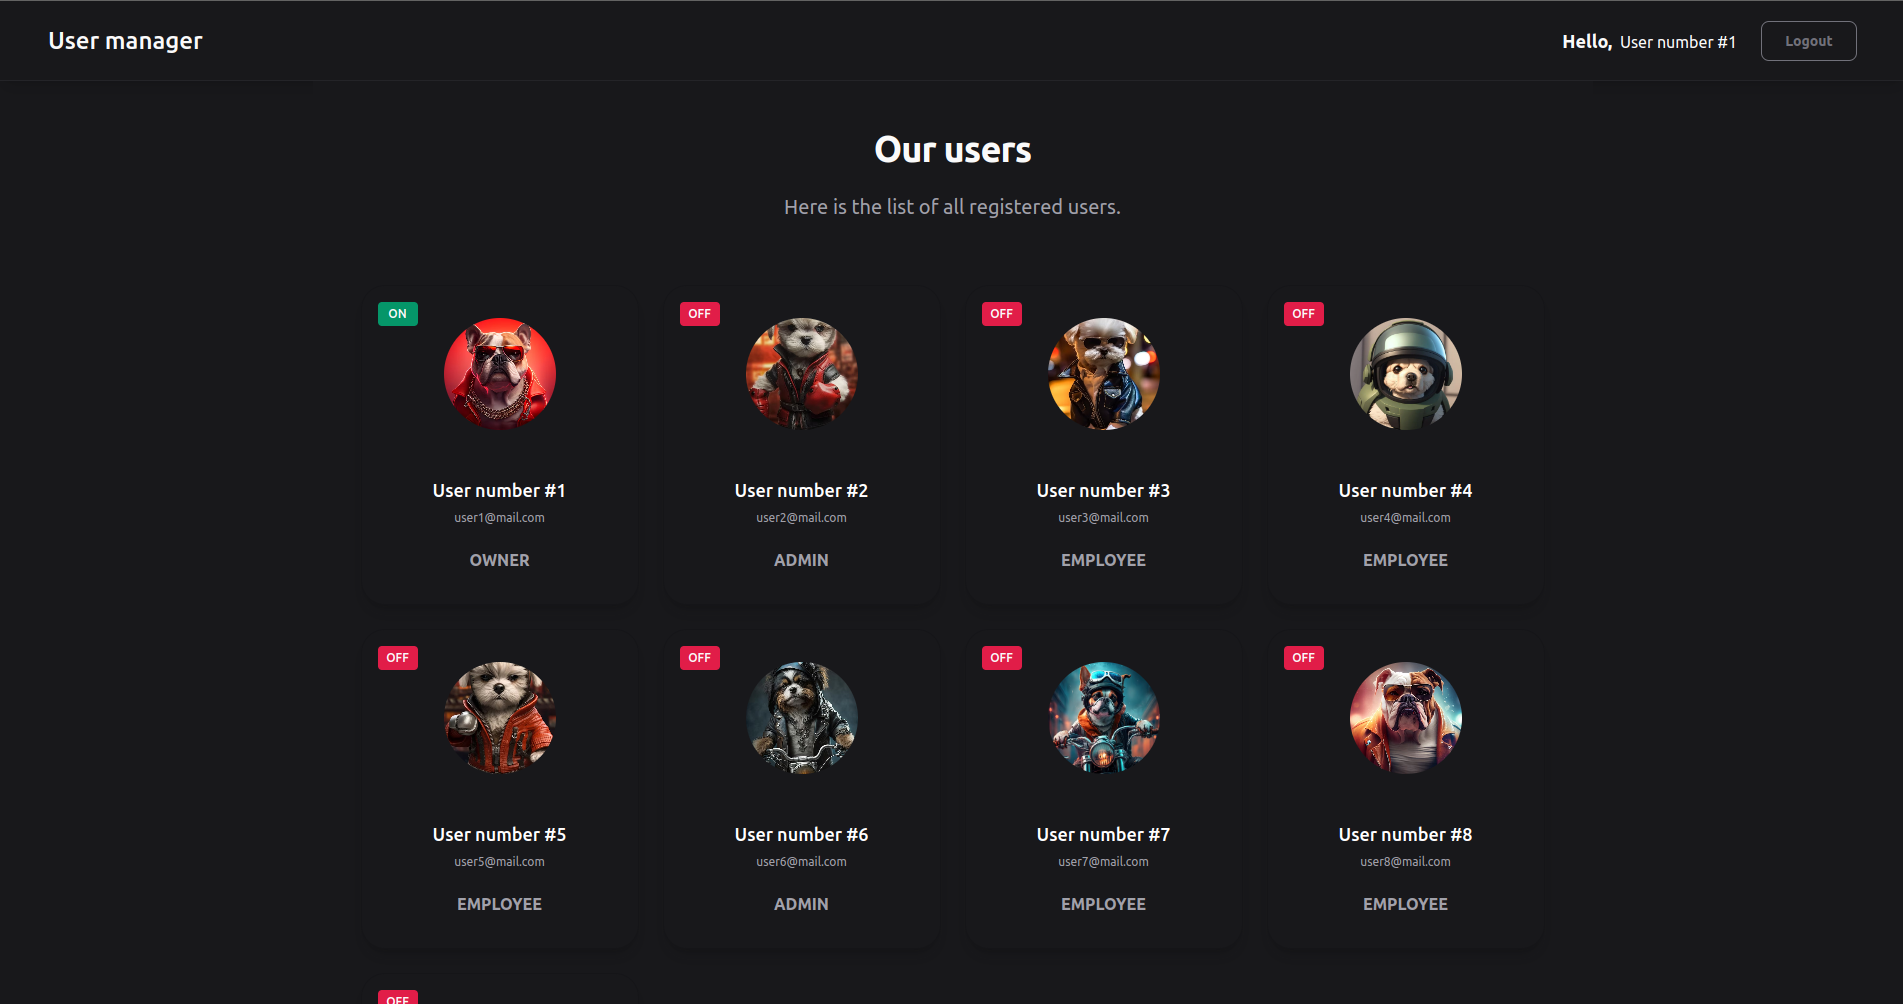 User manager
Hello, User number #1
Logout
Our users
Here is the list of all registered users.
ON
OFF
OFF
OFF
User number #1
User number #2
User number #3
User number #4
user1@mail.com
user2@mail.com
user3@mail.com
user4@mail.com
OWNER
ADMIN
EMPLOYEE
EMPLOYEE
OFF
OFF
OFF
OFF
User number #5
User number #6
User number #7
User number #8
user5@mail.com
user6@mail.com
user7@mail.com
user8@mail.com
EMPLOYEE
ADMIN
EMPLOYEE
EMPLOYEE
OFF